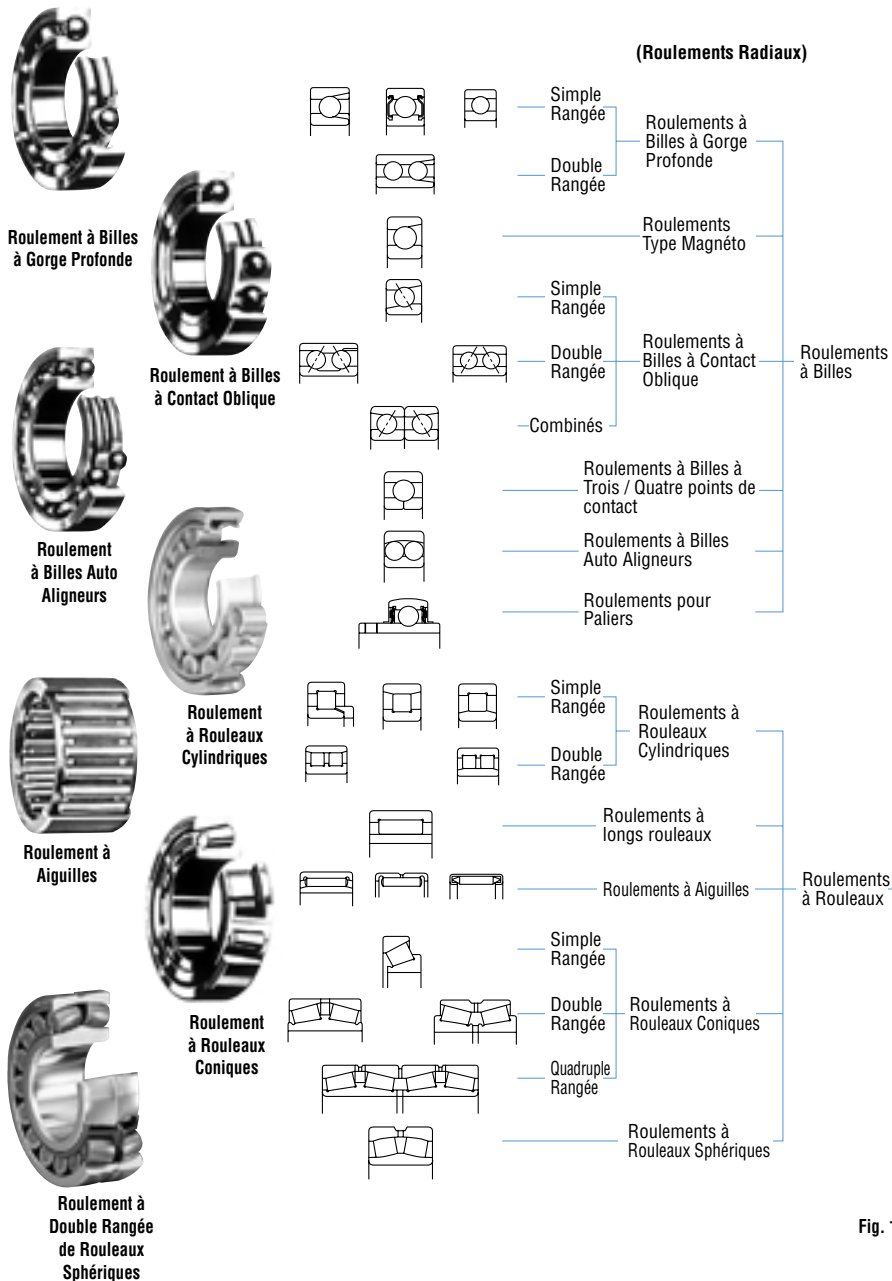 (Roulements Radiaux)
Simple
Rangée
Roulements à
Billes à Gorge
Profonde
Double
Rangée
Roulement à Billes
à Gorge Profonde
Roulements
Type Magnéto
Simple
Rangée
Roulement à Billes
à Contact Oblique
Double
Rangée
Roulements à
Billes à Contact
Oblique
Roulements
à Billes
Combinés
Roulements à Billes à
Trois / Quatre points de
contact
Roulement
à Billes Auto
Aligneurs
Roulements à Billes
Auto Aligneurs
Roulements pour
Paliers
Roulement
à Rouleaux
Cylindriques
Simple
Rangée
Roulements à
Rouleaux
Cylindriques
Double
Rangée
Roulement à
Aiguilles
Roulements à
longs rouleaux
Roulements à Aiguilles
Roulements
à Rouleaux
Simple
Rangée
Roulement
à Rouleaux
Coniques
Double
Rangée
Roulements à
Rouleaux Coniques
Quadruple
Rangée
Roulements à
Rouleaux Sphériques
Roulement à
Double Rangée
de Rouleaux
Sphériques
Fig.